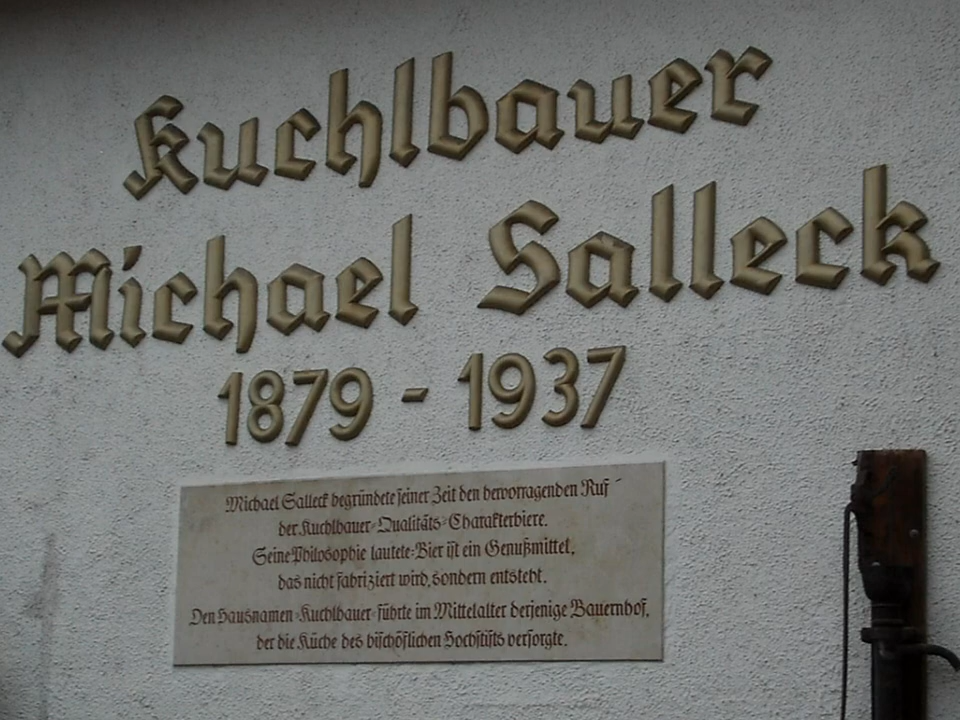 Kuchlbauer
Michael Salleck
1879 - 1937
Michael Salleck begründete seiner Zeit den hervorragenden Ruf
der Kuchlbauer-Qualitäts-Charakterbiere.
Seine Philosophie lautete: Bier ist ein Genußmittel,
das nicht fabriziert wird, sondern entsteht.
Den Hausnamen »Kuchlbauer« führte im Mittelalter derjenige Bauernhof,
der die Küche des bischöflichen Hochstifts versorgte.